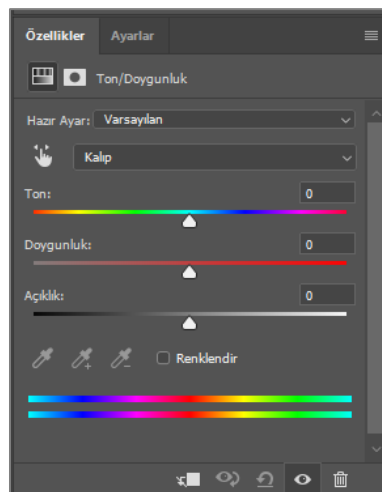 Özellikler Ayarlar
Ton/Doygunluk
Hazır Ayar: Varsayılan
Kalıp
Ton: 0
Doygunluk: 0
Açıklık: 0
Renklendir